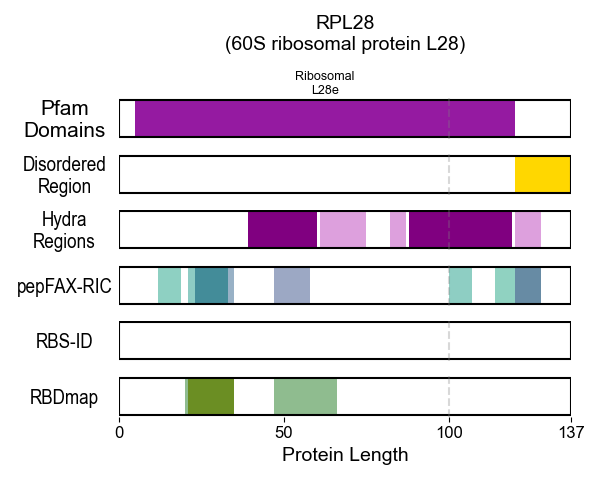 RPL28
(60S ribosomal protein L28)
Ribosomal
L28e
Pfam
Domains
Disordered
Region
Hydra
Regions
pepFAX-RIC
RBS-ID
RBDmap
0
50
100
137
Protein Length